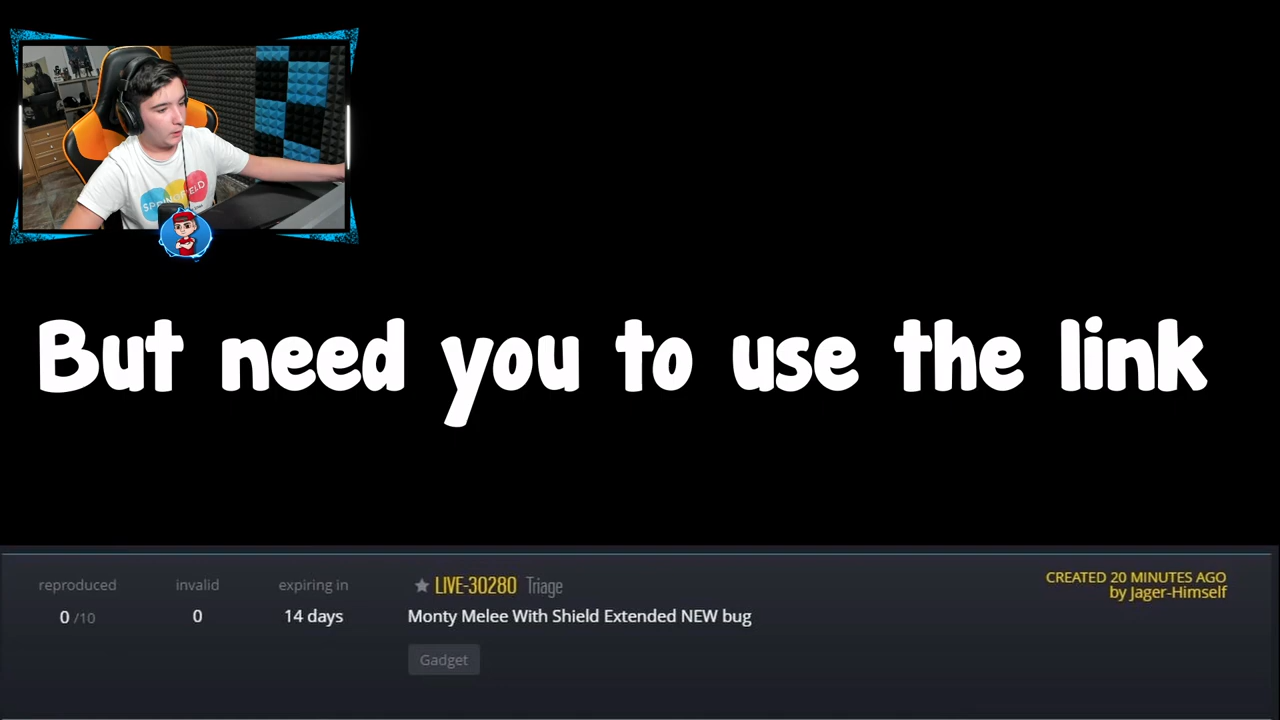 SPRINGFIELD
But need you to use the link
reproduced invalid expiring in
0 /10 0 14 days
LIVE-30280 Triage
Monty Melee With Shield Extended NEW bug
Gadget
CREATED 20 MINUTES AGO
by Jager-Himself